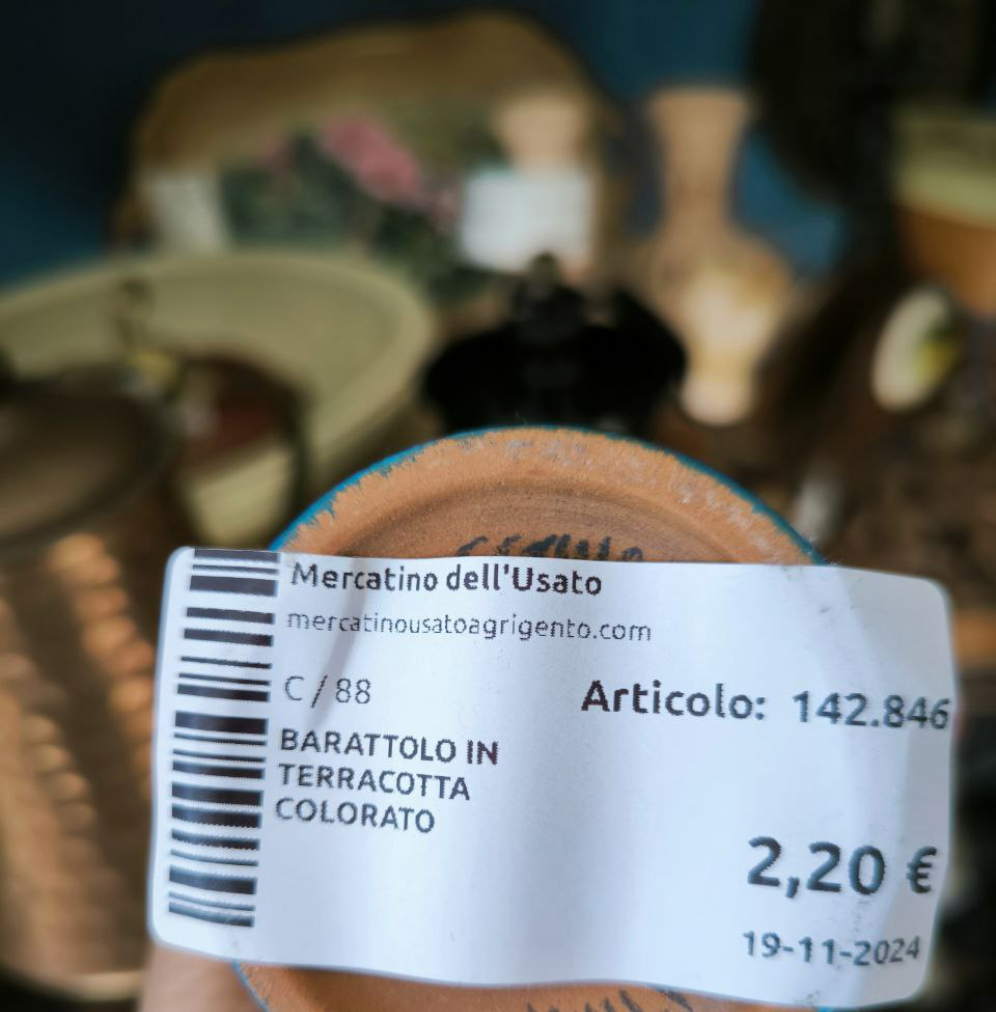 Mercatino dell'Usato
mercatinousatoagrigento.com
C / 88
Articolo: 142.846
BARATTOLO IN
TERRACOTTA
COLORATO
2,20 €
19-11-2024